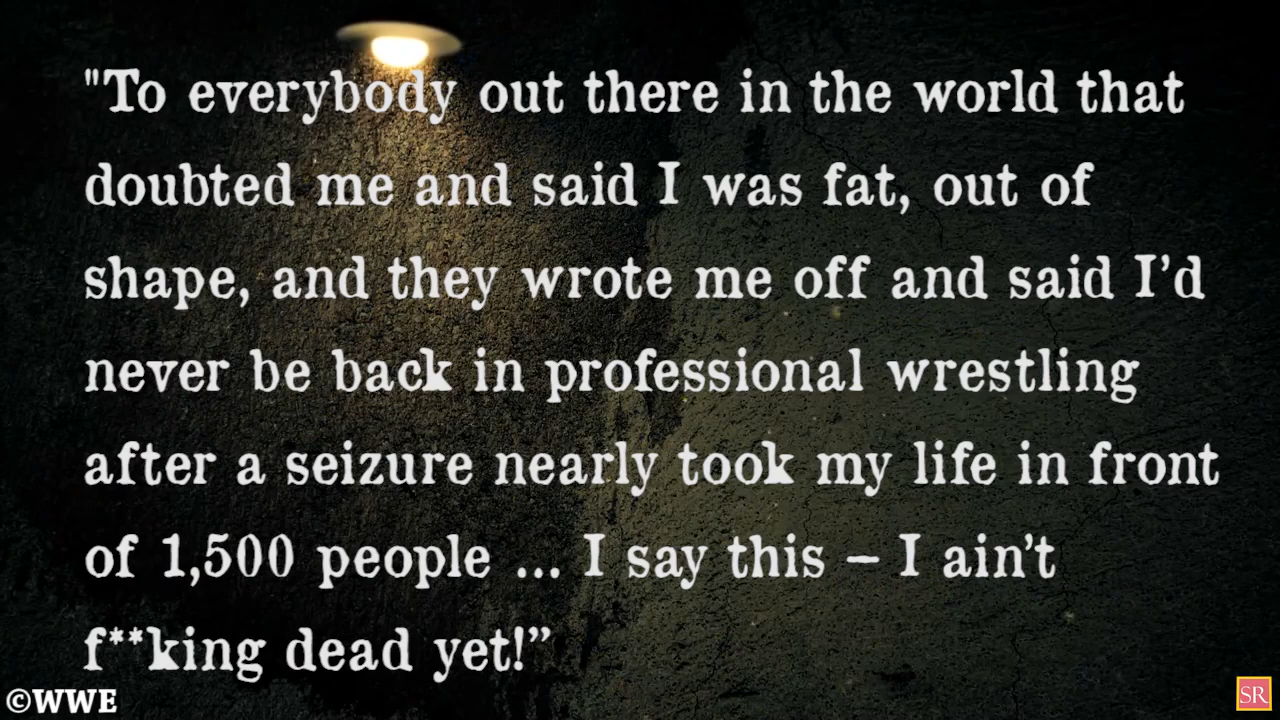 "To everybody out there in the world that
doubted me and said I was fat, out of
shape, and they wrote me off and said I’d
never be back in professional wrestling
after a seizure nearly took my life in front
of 1,500 people ... I say this – I ain’t
f**king dead yet!”
©WWE
SR